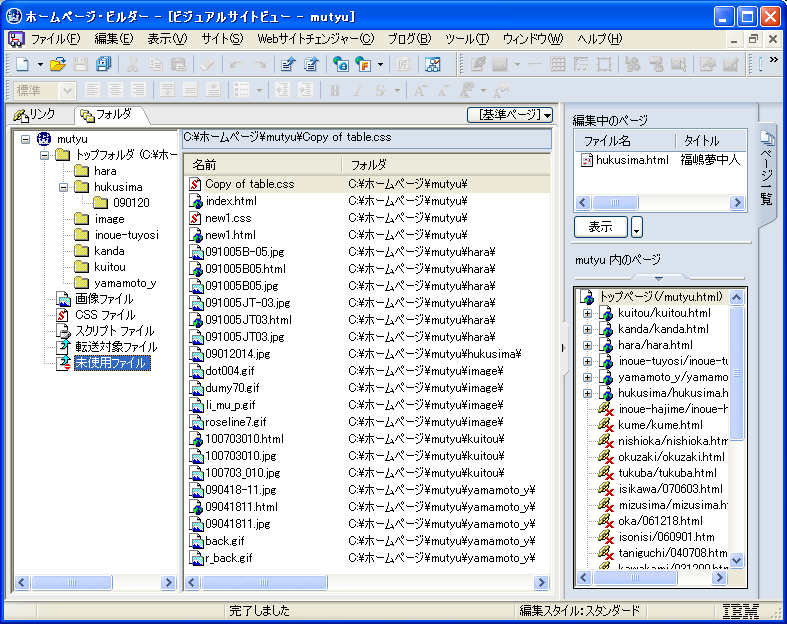 ホームページ・ビルダー - [ビジュアルサイトビュー - mutyu]
ファイル(F) 編集(E) 表示(V) サイト(S) Webサイトチェンジャー(C) ブログ(B) ツール(T) ウィンドウ(W) ヘルプ(H)
標準
リンク フォルダ [基準ページ]
mutyu
トップフォルダ (C:¥ホー
hara
hukusima
090120
image
inoue-tuyosi
kanda
kuitou
yamamoto_y
画像ファイル
CSS ファイル
スクリプト ファイル
転送対象ファイル
未使用ファイル
C:¥ホームページ¥mutyu¥Copy of table.css
名前 フォルダ
Copy of table.css C:¥ホームページ¥mutyu¥
index.html C:¥ホームページ¥mutyu¥
new1.css C:¥ホームページ¥mutyu¥
new1.html C:¥ホームページ¥mutyu¥
091005B-05.jpg C:¥ホームページ¥mutyu¥hara¥
091005B05.html C:¥ホームページ¥mutyu¥hara¥
091005B05.jpg C:¥ホームページ¥mutyu¥hara¥
091005JT-03.jpg C:¥ホームページ¥mutyu¥hara¥
091005JT03.html C:¥ホームページ¥mutyu¥hara¥
091005JT03.jpg C:¥ホームページ¥mutyu¥hara¥
09012014.jpg C:¥ホームページ¥mutyu¥hukusima¥
dot004.gif C:¥ホームページ¥mutyu¥image¥
dumy70.gif C:¥ホームページ¥mutyu¥image¥
li_mu_p.gif C:¥ホームページ¥mutyu¥image¥
roseline7.gif C:¥ホームページ¥mutyu¥image¥
100703010.html C:¥ホームページ¥mutyu¥kuitou¥
100703010.jpg C:¥ホームページ¥mutyu¥kuitou¥
100703_010.jpg C:¥ホームページ¥mutyu¥kuitou¥
090418-11.jpg C:¥ホームページ¥mutyu¥yamamoto_y¥
09041811.html C:¥ホームページ¥mutyu¥yamamoto_y¥
09041811.jpg C:¥ホームページ¥mutyu¥yamamoto_y¥
back.gif C:¥ホームページ¥mutyu¥yamamoto_y¥
r_back.gif C:¥ホームページ¥mutyu¥yamamoto_y¥
編集中のページ
ファイル名 タイトル
hukusima.html 福嶋夢中人
表示
mutyu 内のページ
トップページ(/mutyu.html)
kuitou/kuitou.html
kanda/kanda.html
hara/hara.html
inoue-tuyosi/inoue-tu
yamamoto_y/yamamo
hukusima/hukusima.h
inoue-hajime/inoue-h
kume/kume.html
nishioka/nishioka.htm
okuzaki/okuzaki.html
tukuba/tukuba.html
isikawa/070603.html
mizusima/mizusima.h
oka/061218.html
isonisi/060901.htm
taniguchi/040708.htm
kawakami/031200.htm
ページ一覧
完了しました 編集スタイル:スタンダード IBM